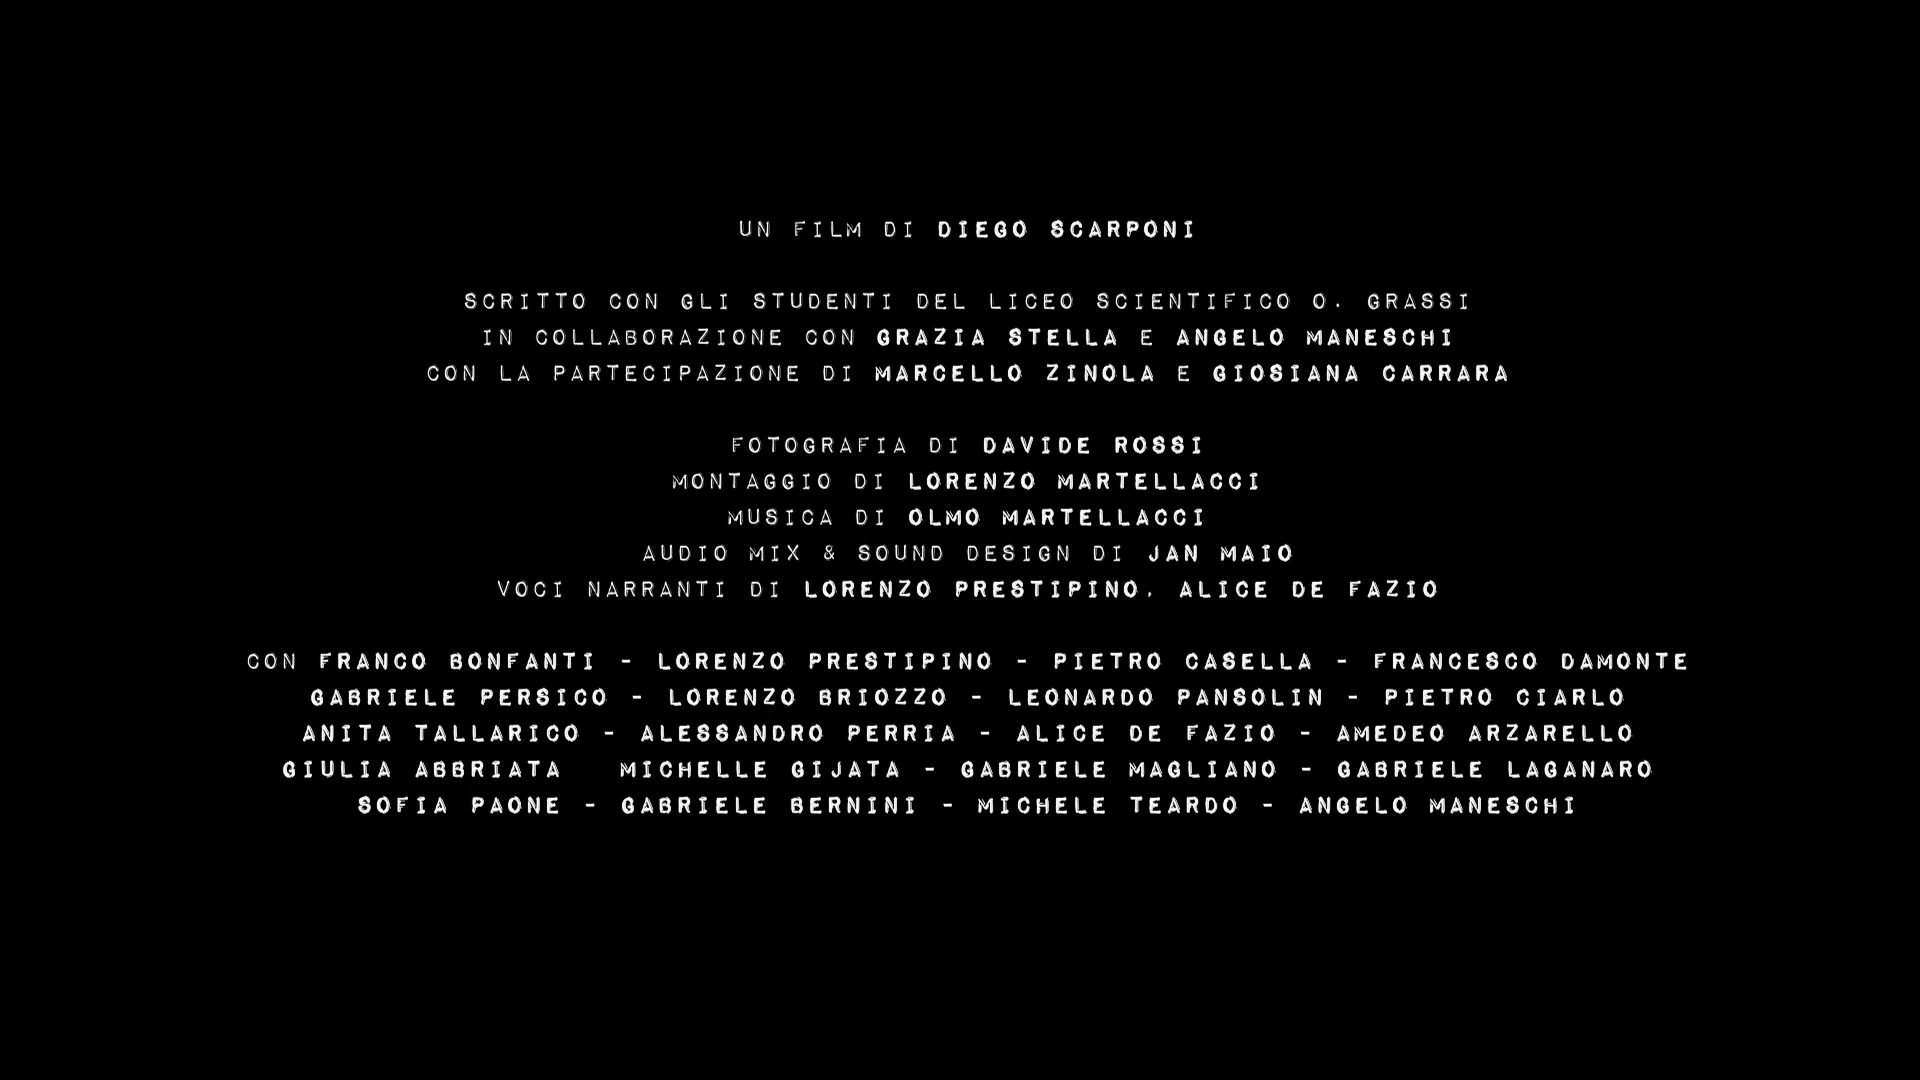 UN FILM DI DIEGO SCARPONI
SCRITTO CON GLI STUDENTI DEL LICEO SCIENTIFICO O. GRASSI
IN COLLABORAZIONE CON GRAZIA STELLA E ANGELO MANESCHI
CON LA PARTECIPAZIONE DI MARCELLO ZINOLA E GIOSIANA CARRARA
FOTOGRAFIA DI DAVIDE ROSSI
MONTAGGIO DI LORENZO MARTELLACCI
MUSICA DI OLMO MARTELLACCI
AUDIO MIX & SOUND DESIGN DI JAN MAIO
VOCI NARRANTI DI LORENZO PRESTIPINO, ALICE DE FAZIO
CON FRANCO BONFANTI - LORENZO PRESTIPINO - PIETRO CASELLA - FRANCESCO DAMONTE
GABRIELE PERSICO - LORENZO BRIOZZO - LEONARDO PANSOLIN - PIETRO CIARLO
ANITA TALLARICO - ALESSANDRO PERRIA - ALICE DE FAZIO - AMEDEO ARZARELLO
GIULIA ABBRIATA MICHELLE GIJATA - GABRIELE MAGLIANO - GABRIELE LAGANARO
SOFIA PAONE - GABRIELE BERNINI - MICHELE TEARDO - ANGELO MANESCHI